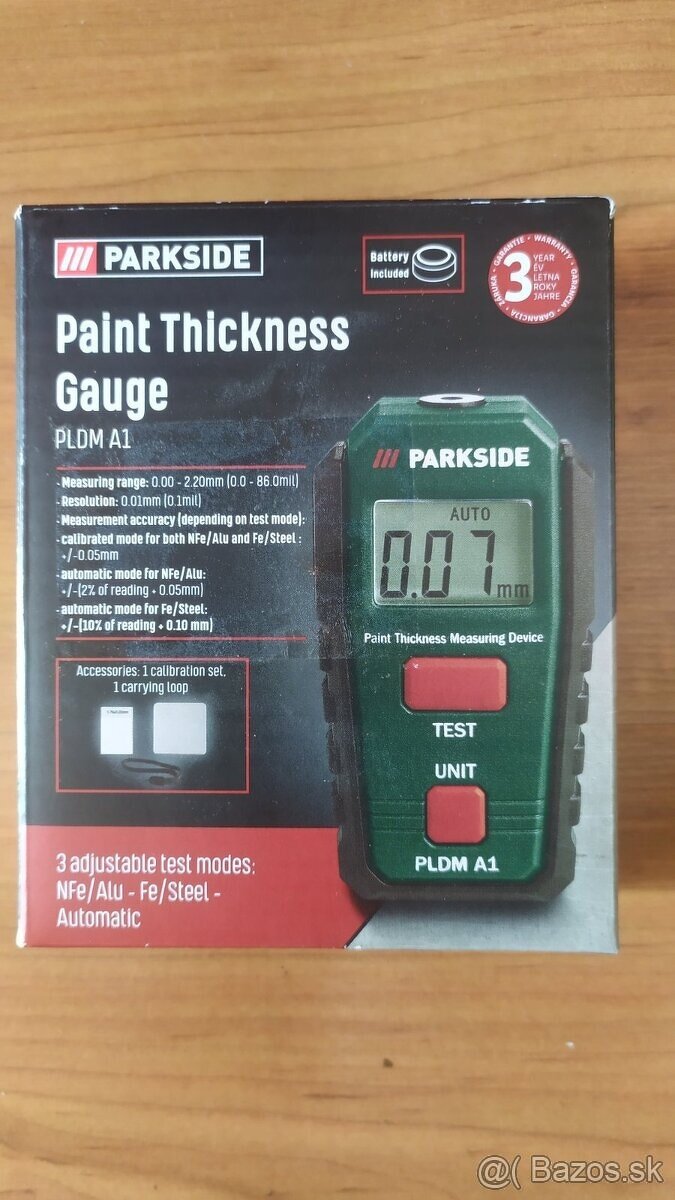 PARKSIDE
Battery
included
GARANTIE · WARRANTY · GARANCIA · GARANCIJA · ZÁRUKA
3 YEAR
ÉV
LETNA
ROKY
JAHRE
Paint Thickness
Gauge
PLDM A1
- Measuring range: 0.00 - 2.20mm (0.0 - 86.0mil)
- Resolution: 0.01mm (0.1mil)
- Measurement accuracy (depending on test mode):
- calibrated mode for both NFe/Alu and Fe/Steel :
+/-0.05mm
- automatic mode for NFe/Alu:
+/-(2% of reading + 0.05mm)
- automatic mode for Fe/Steel:
+/-(10% of reading + 0.10 mm)
Accessories: 1 calibration set,
1 carrying loop
PARKSIDE
AUTO
0.07 mm
Paint Thickness Measuring Device
TEST
UNIT
PLDM A1
3 adjustable test modes:
NFe/Alu - Fe/Steel -
Automatic
@( Bazos.sk